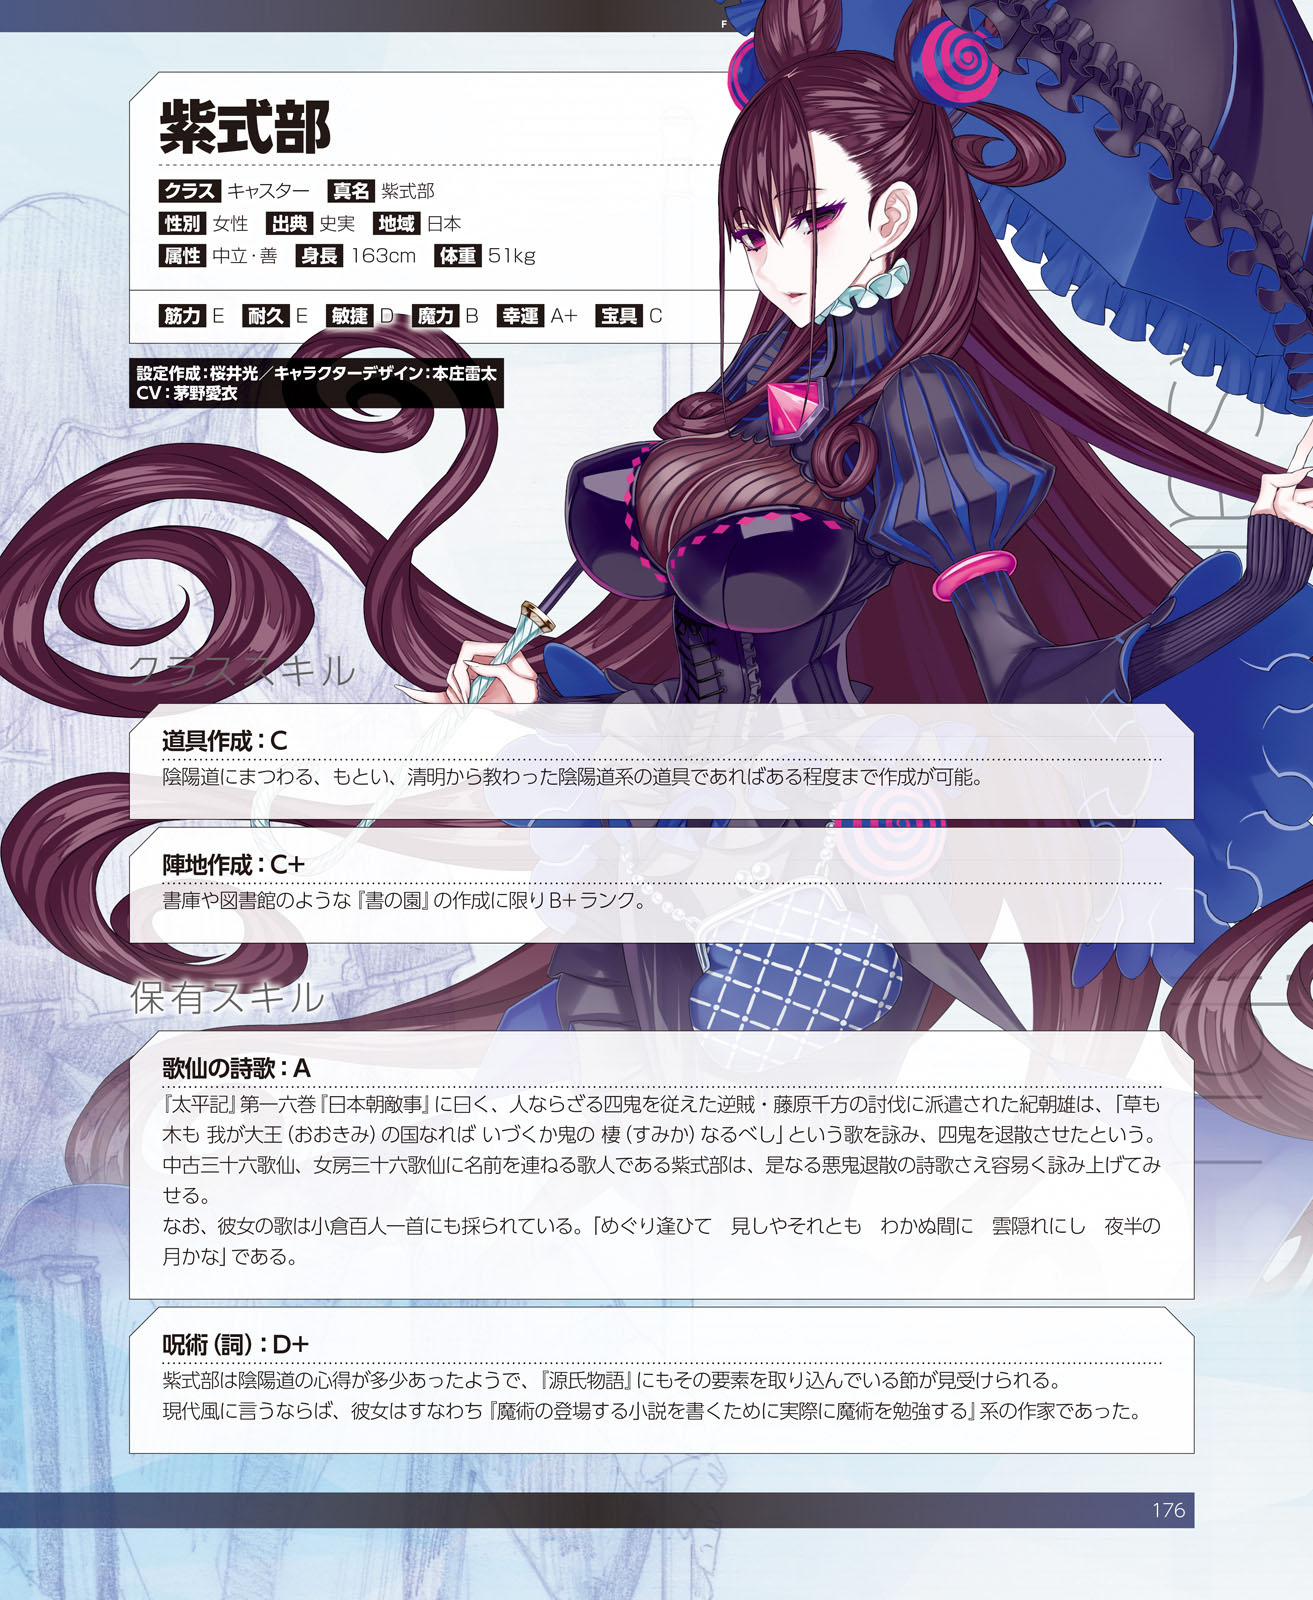 F
紫式部
クラス キャスター 真名 紫式部
性別 女性 出典 史実 地域 日本
属性 中立・善 身長 163cm 体重 51kg
筋力 E 耐久 E 敏捷 D 魔力 B 幸運 A+ 宝具 C
設定作成:桜井光/キャラクターデザイン:本庄雷太
CV:茅野愛衣
クラススキル
道具作成:C
陰陽道にまつわる、もとい、清明から教わった陰陽道系の道具であればある程度まで作成が可能。
陣地作成:C+
書庫や図書館のような『書の園』の作成に限りB+ランク。
保有スキル
歌仙の詩歌:A
『太平記』第一六巻『日本朝敵事』に曰く、人ならざる四鬼を従えた逆賊・藤原千方の討伐に派遣された紀朝雄は、「草も
木も 我が大王(おおきみ)の国なれば いづくか鬼の 棲(すみか)なるべし」という歌を詠み、四鬼を退散させたという。
中古三十六歌仙、女房三十六歌仙に名前を連ねる歌人である紫式部は、是なる悪鬼退散の詩歌さえ容易く詠み上げてみ
せる。
なお、彼女の歌は小倉百人一首にも採られている。「めぐり逢ひて 見しやそれとも わかぬ間に 雲隠れにし 夜半の
月かな」である。
呪術(詞):D+
紫式部は陰陽道の心得が多少あったようで、『源氏物語』にもその要素を取り込んでいる節が見受けられる。
現代風に言うならば、彼女はすなわち『魔術の登場する小説を書くために実際に魔術を勉強する』系の作家であった。
176